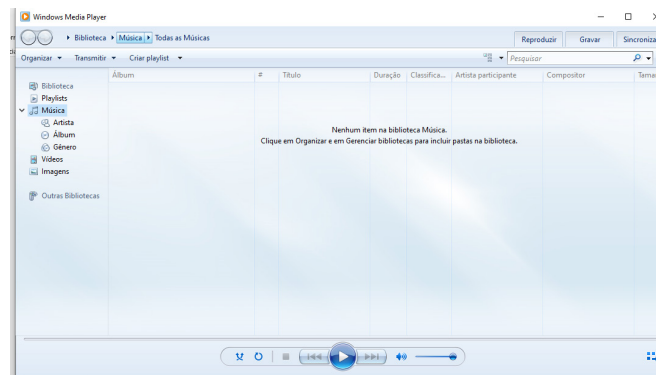 Windows Media Player
Biblioteca Música Todas as Músicas
Reproduzir Gravar Sincroniza
Organizar Transmitir Criar playlist Pesquisar
Álbum # Título Duração Classifica... Artista participante Compositor Tama
Biblioteca
Playlists
Música
Artista
Álbum
Gênero
Vídeos
Imagens
Outras Bibliotecas
Nenhum item na biblioteca Música.
Clique em Organizar e em Gerenciar bibliotecas para incluir pastas na biblioteca.